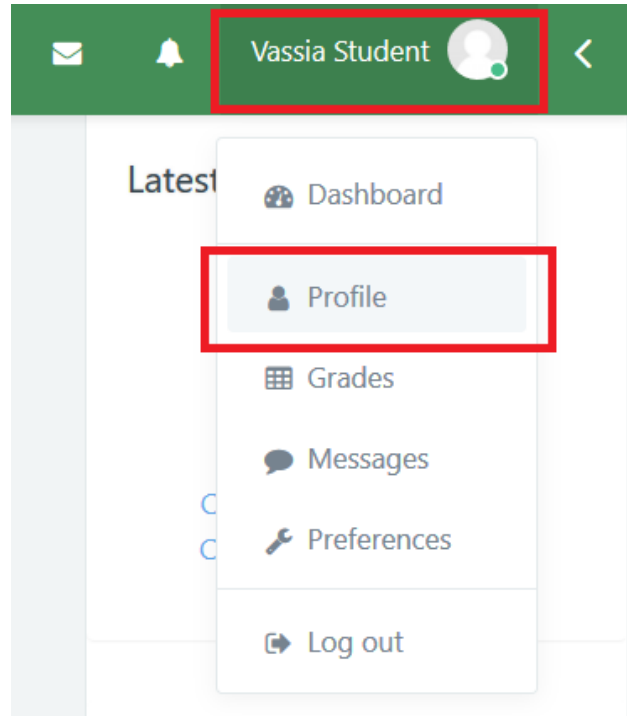 Vassia Student
Latest
Dashboard
Profile
Grades
Messages
C
Preferences
C
Log out